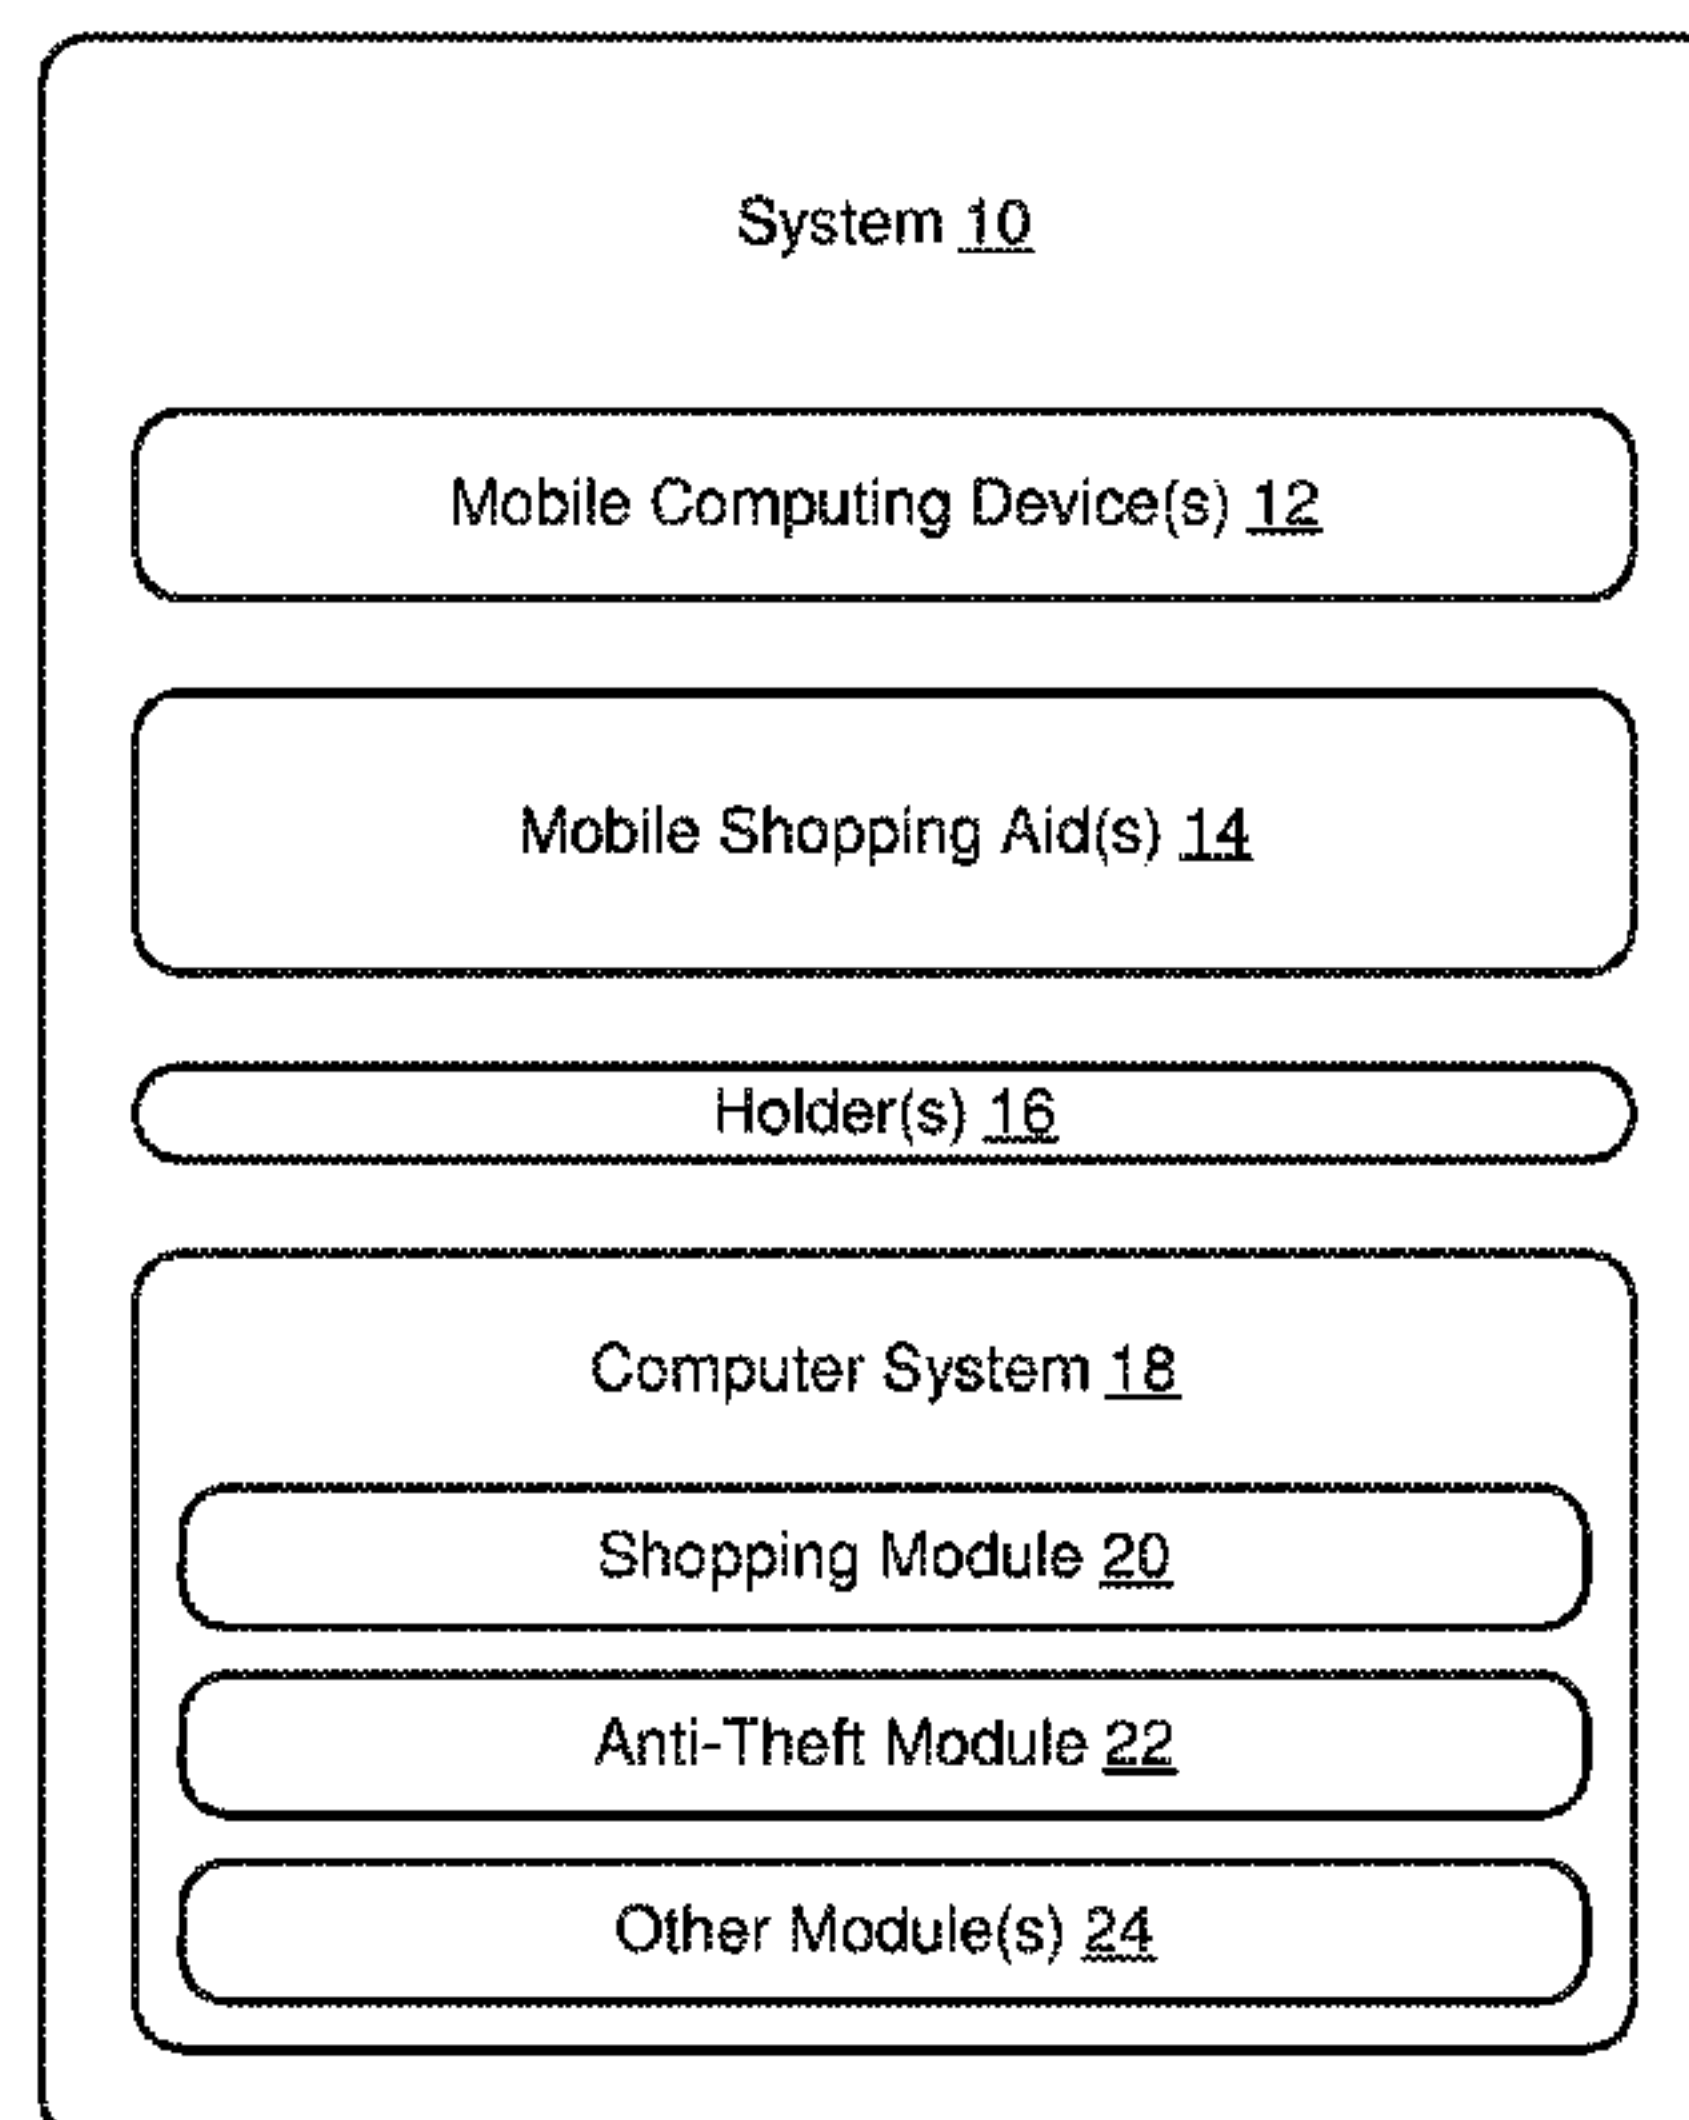 System 10
Mobile Computing Device(s) 12
Mobile Shopping Aid(s) 14
Holder(s) 16
Computer System 18
Shopping Module 20
Anti-Theft Module 22
Other Module(s) 24